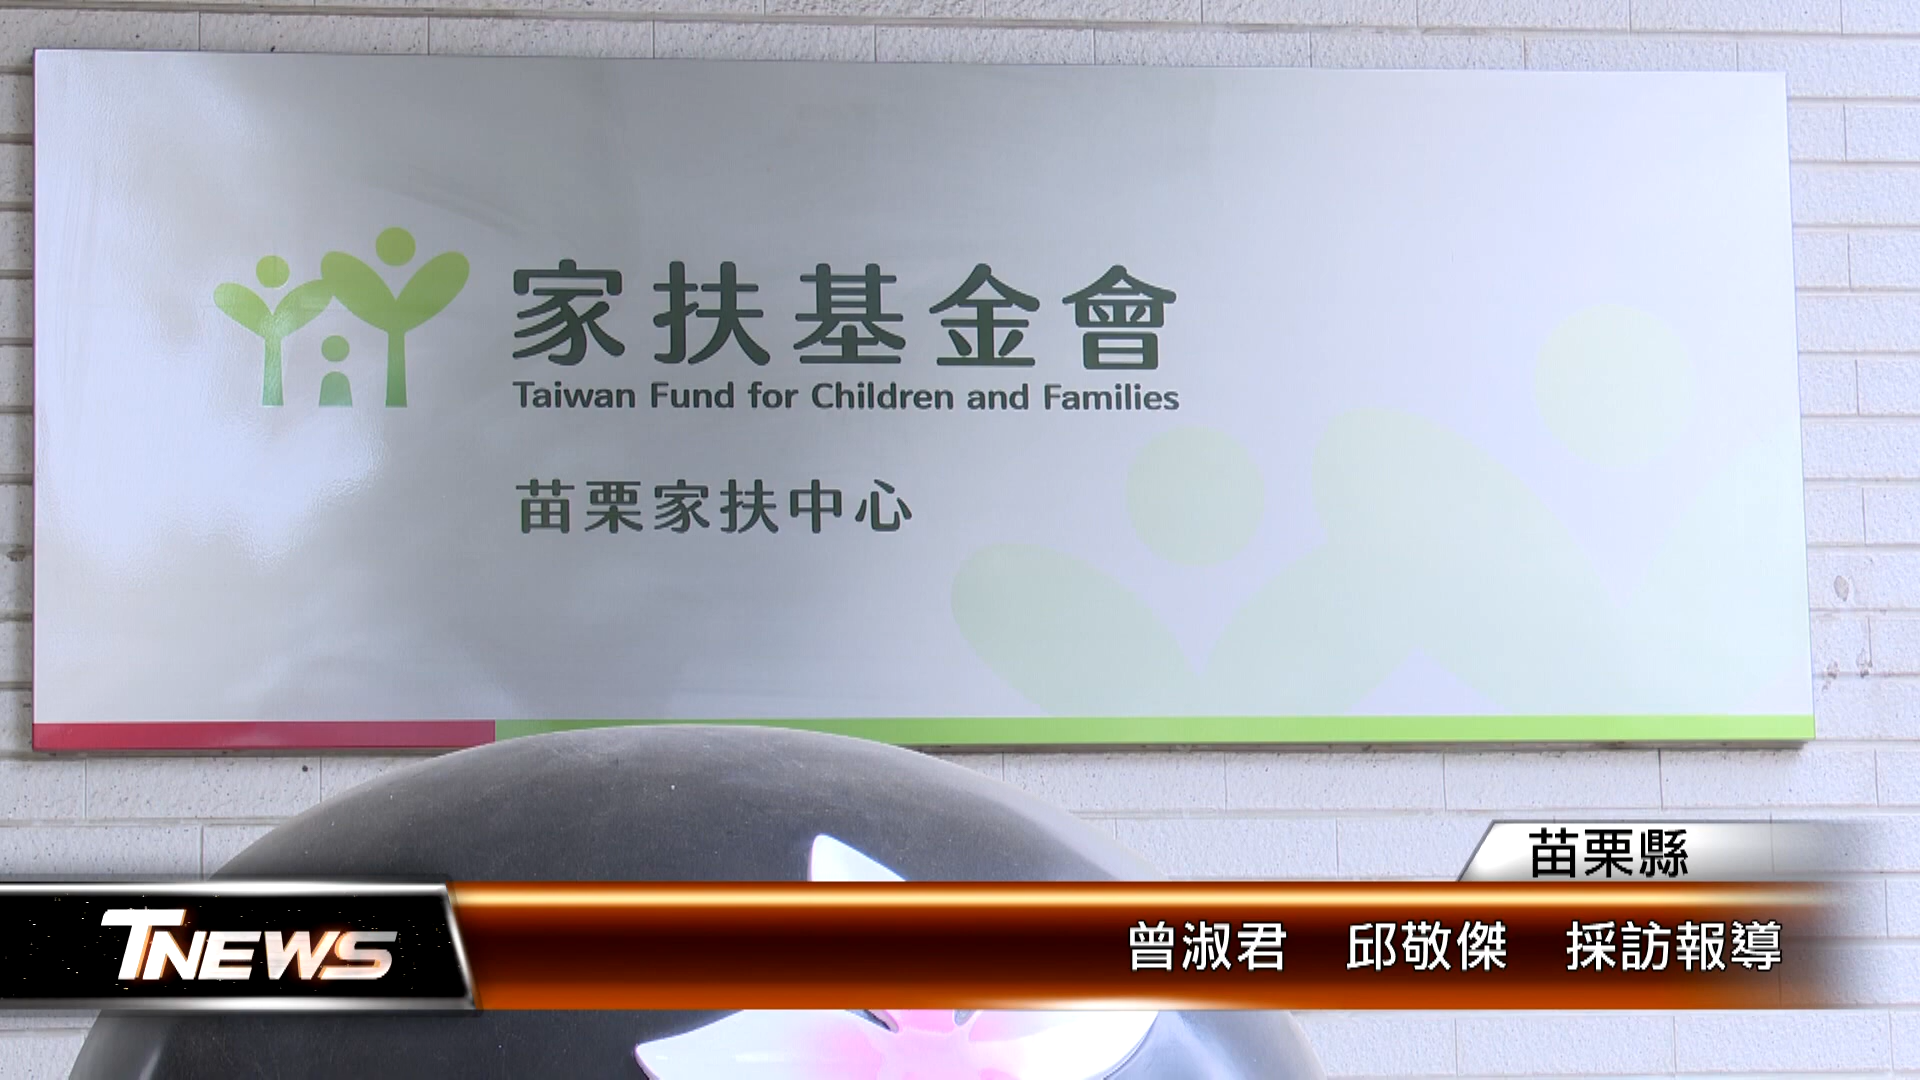 家扶基金會
Taiwan Fund for Children and Families
苗栗家扶中心
苗栗縣
TNEWS
曾淑君 邱敬傑 採訪報導